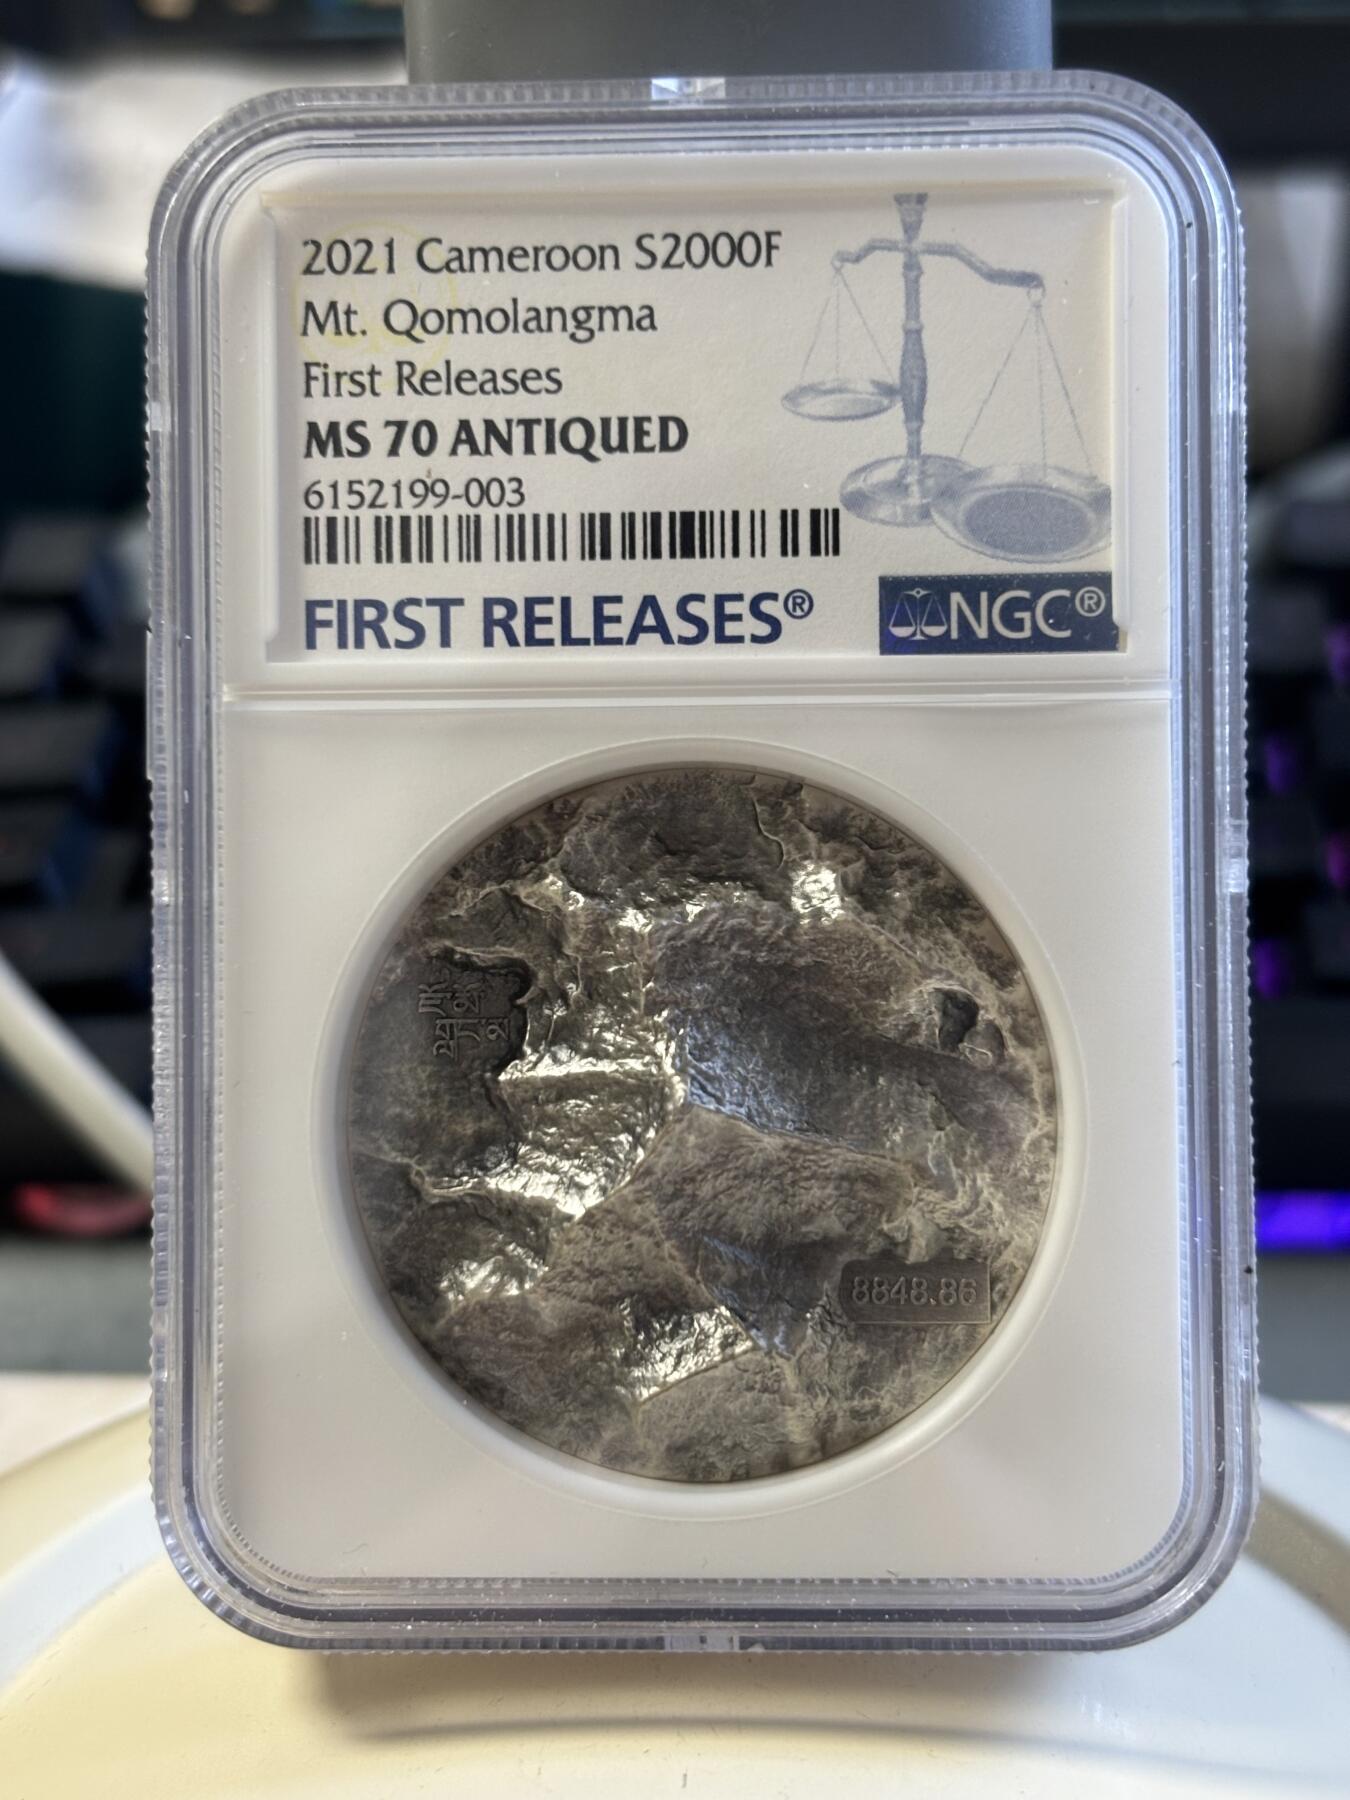 2021 Cameroon S2000F
Mt. Qomolangma
First Releases
MS 70 ANTIQUED
6152199-003
FIRST RELEASES®
NGC®
8848.86